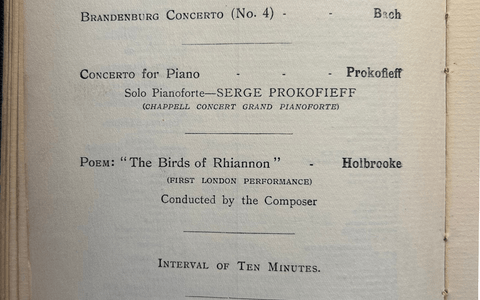 Brandenburg Concerto (No. 4) - - Bach
Concerto for Piano - - - Prokofieff
Solo Pianoforte—SERGE PROKOFIEFF
(CHAPPELL CONCERT GRAND PIANOFORTE)
Poem: "The Birds of Rhiannon" - Holbrooke
(FIRST LONDON PERFORMANCE)
Conducted by the Composer
Interval of Ten Minutes.